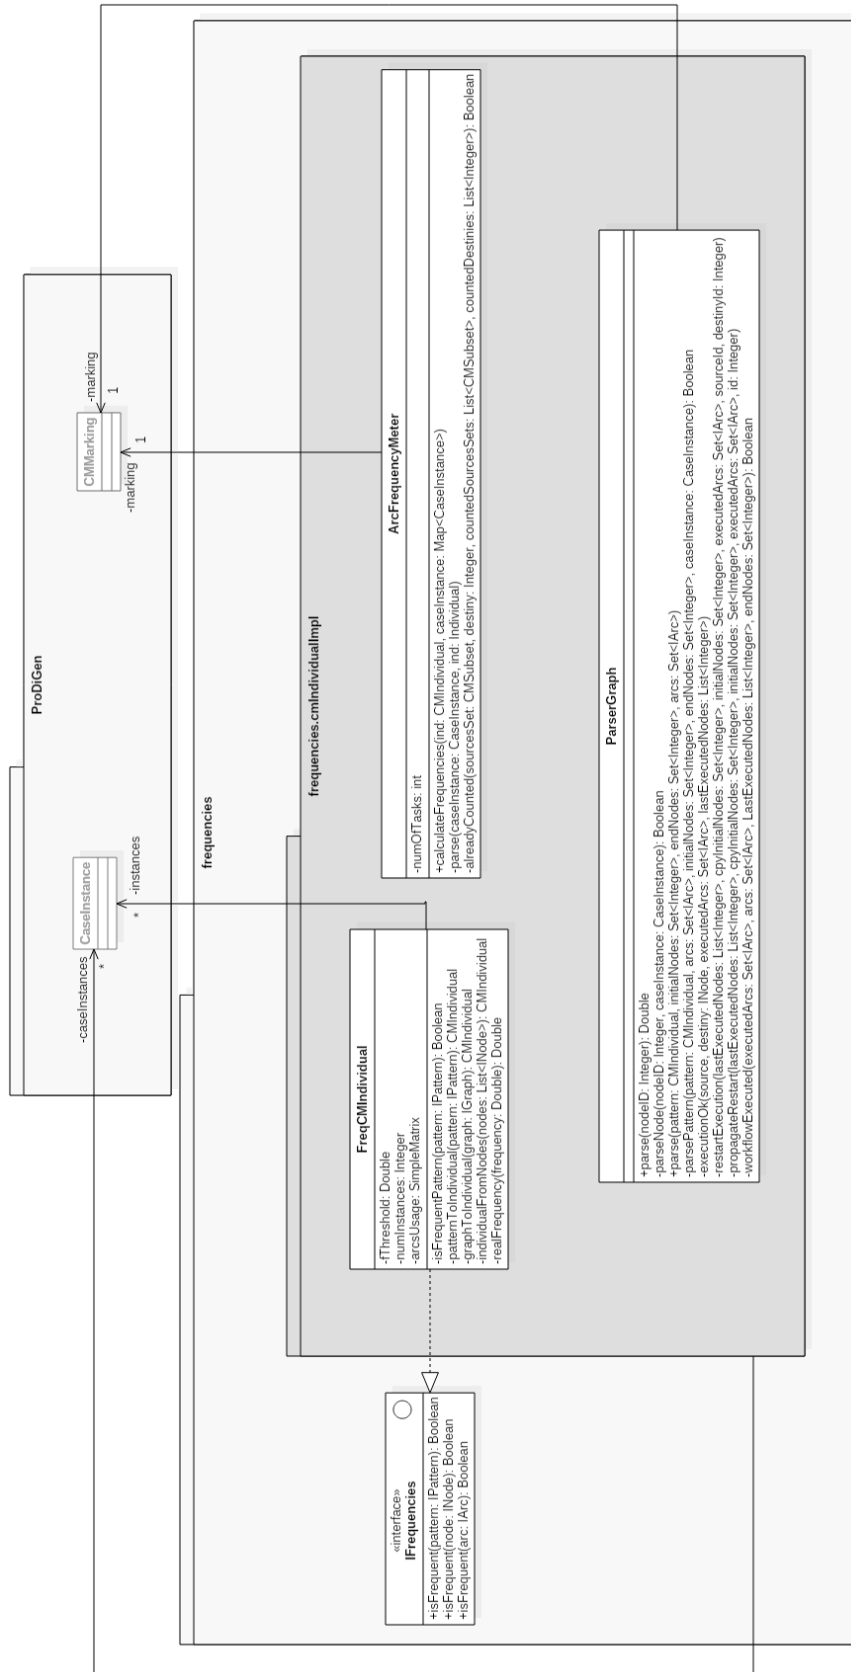 ProDiGen
CaseInstance
-caseInstances
*
-instances
*
CMMarking
-marking
1
-marking
1
frequencies
frequencies.cmIndividualImpl
«interface»
IFrequencies
+isFrequent(pattern: IPattern): Boolean
+isFrequent(node: INode): Boolean
+isFrequent(arc: IArc): Boolean
FreqCMIndividual
-fThreshold: Double
-numInstances: Integer
-arcsUsage: SimpleMatrix
-isFrequentPattern(pattern: IPattern): Boolean
-patternToIndividual(pattern: IPattern): CMIndividual
-graphToIndividual(graph: IGraph): CMIndividual
-individualFromNodes(nodes: List<INode>): CMIndividual
-realFrequency(frequency: Double): Double
ArcFrequencyMeter
-numOfTasks: int
+calculateFrequencies(ind: CMIndividual, caseInstance: Map<CaseInstance>)
-parse(caseInstance: CaseInstance, ind: Individual)
-alreadyCounted(sourcesSet: CMSubset, destiny: Integer, countedSourcesSets: List<CMSubset>, countedDestinies: List<Integer>): Boolean
ParserGraph
+parse(nodeID: Integer): Double
-parseNode(nodeID: Integer, caseInstance: CaseInstance): Boolean
+parse(pattern: CMIndividual, initialNodes: Set<Integer>, endNodes: Set<Integer>, arcs: Set<IArc>)
-parsePattern(pattern: CMIndividual, arcs: Set<IArc>, initialNodes: Set<Integer>, endNodes: Set<Integer>, caseInstance: CaseInstance): Boolean
-executionOk(source, destiny: INode, executedArcs: Set<IArc>, lastExecutedNodes: List<Integer>)
-restartExecution(lastExecutedNodes: List<Integer>, cpyInitialNodes: Set<Integer>, initialNodes: Set<Integer>, executedArcs: Set<IArc>, sourceId, destinyId: Integer)
-propagateRestart(lastExecutedNodes: List<Integer>, cpyInitialNodes: Set<Integer>, initialNodes: Set<Integer>, executedArcs: Set<IArc>, id: Integer)
-workflowExecuted(executedArcs: Set<IArc>, arcs: Set<IArc>, LastExecutedNodes: List<Integer>, endNodes: Set<Integer>): Boolean